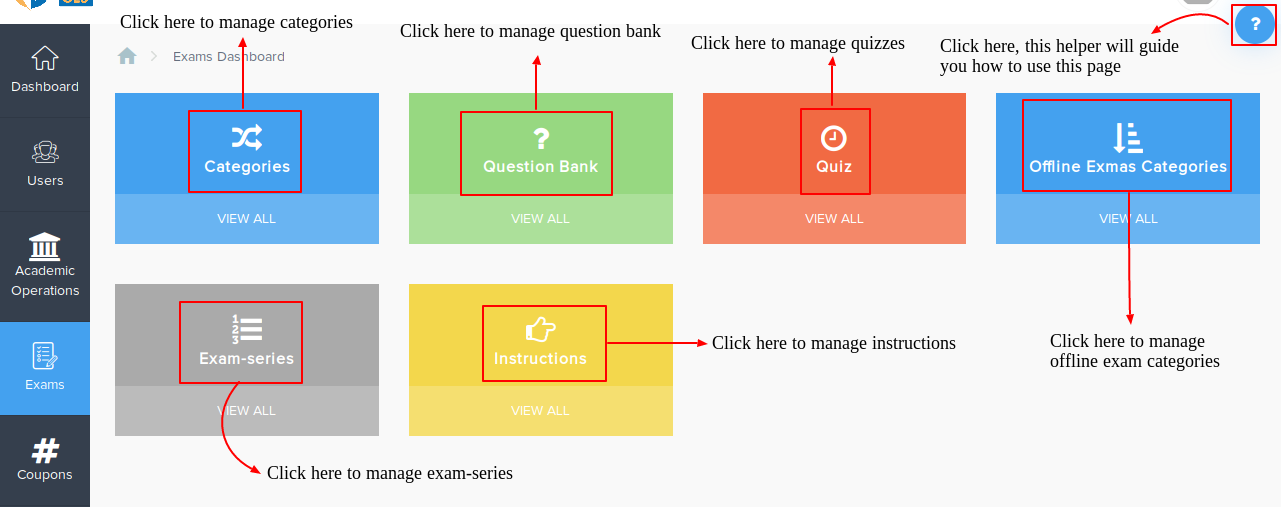 Click here to manage categories
Click here to manage question bank
Click here to manage quizzes
Click here, this helper will guide
you how to use this page
?
Exams Dashboard
Dashboard
Users
Academic
Operations
Exams
Coupons
Categories
VIEW ALL
?
Question Bank
VIEW ALL
Quiz
VIEW ALL
Offline Exmas Categories
VIEW ALL
1
2
3
Exam-series
VIEW ALL
Instructions
VIEW ALL
Click here to manage instructions
Click here to manage
offline exam categories
Click here to manage exam-series